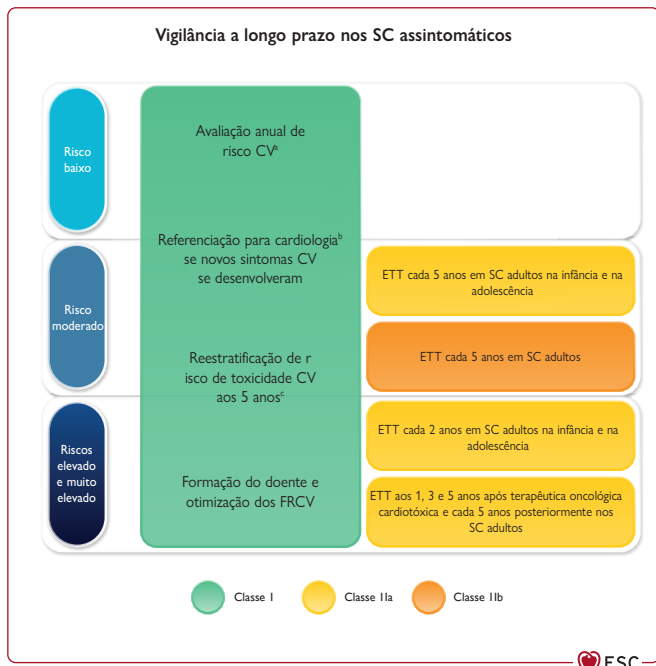 Vigilância a longo prazo nos SC assintomáticos
Risco
baixo
Avaliação anual de
risco CVᵃ
Referenciação para cardiologiaᵇ
se novos sintomas CV
se desenvolveram
Risco
moderado
ETT cada 5 anos em SC adultos na infância e na
adolescência
ETT cada 5 anos em SC adultos
Reestratificação de r
isco de toxicidade CV
aos 5 anosᶜ
Riscos
elevado
e muito
elevado
ETT cada 2 anos em SC adultos na infância e na
adolescência
Formação do doente e
otimização dos FRCV
ETT aos 1, 3 e 5 anos após terapêutica oncológica
cardiotóxica e cada 5 anos posteriormente nos
SC adultos
Classe 1
Classe 11a
Classe 11b
ESC